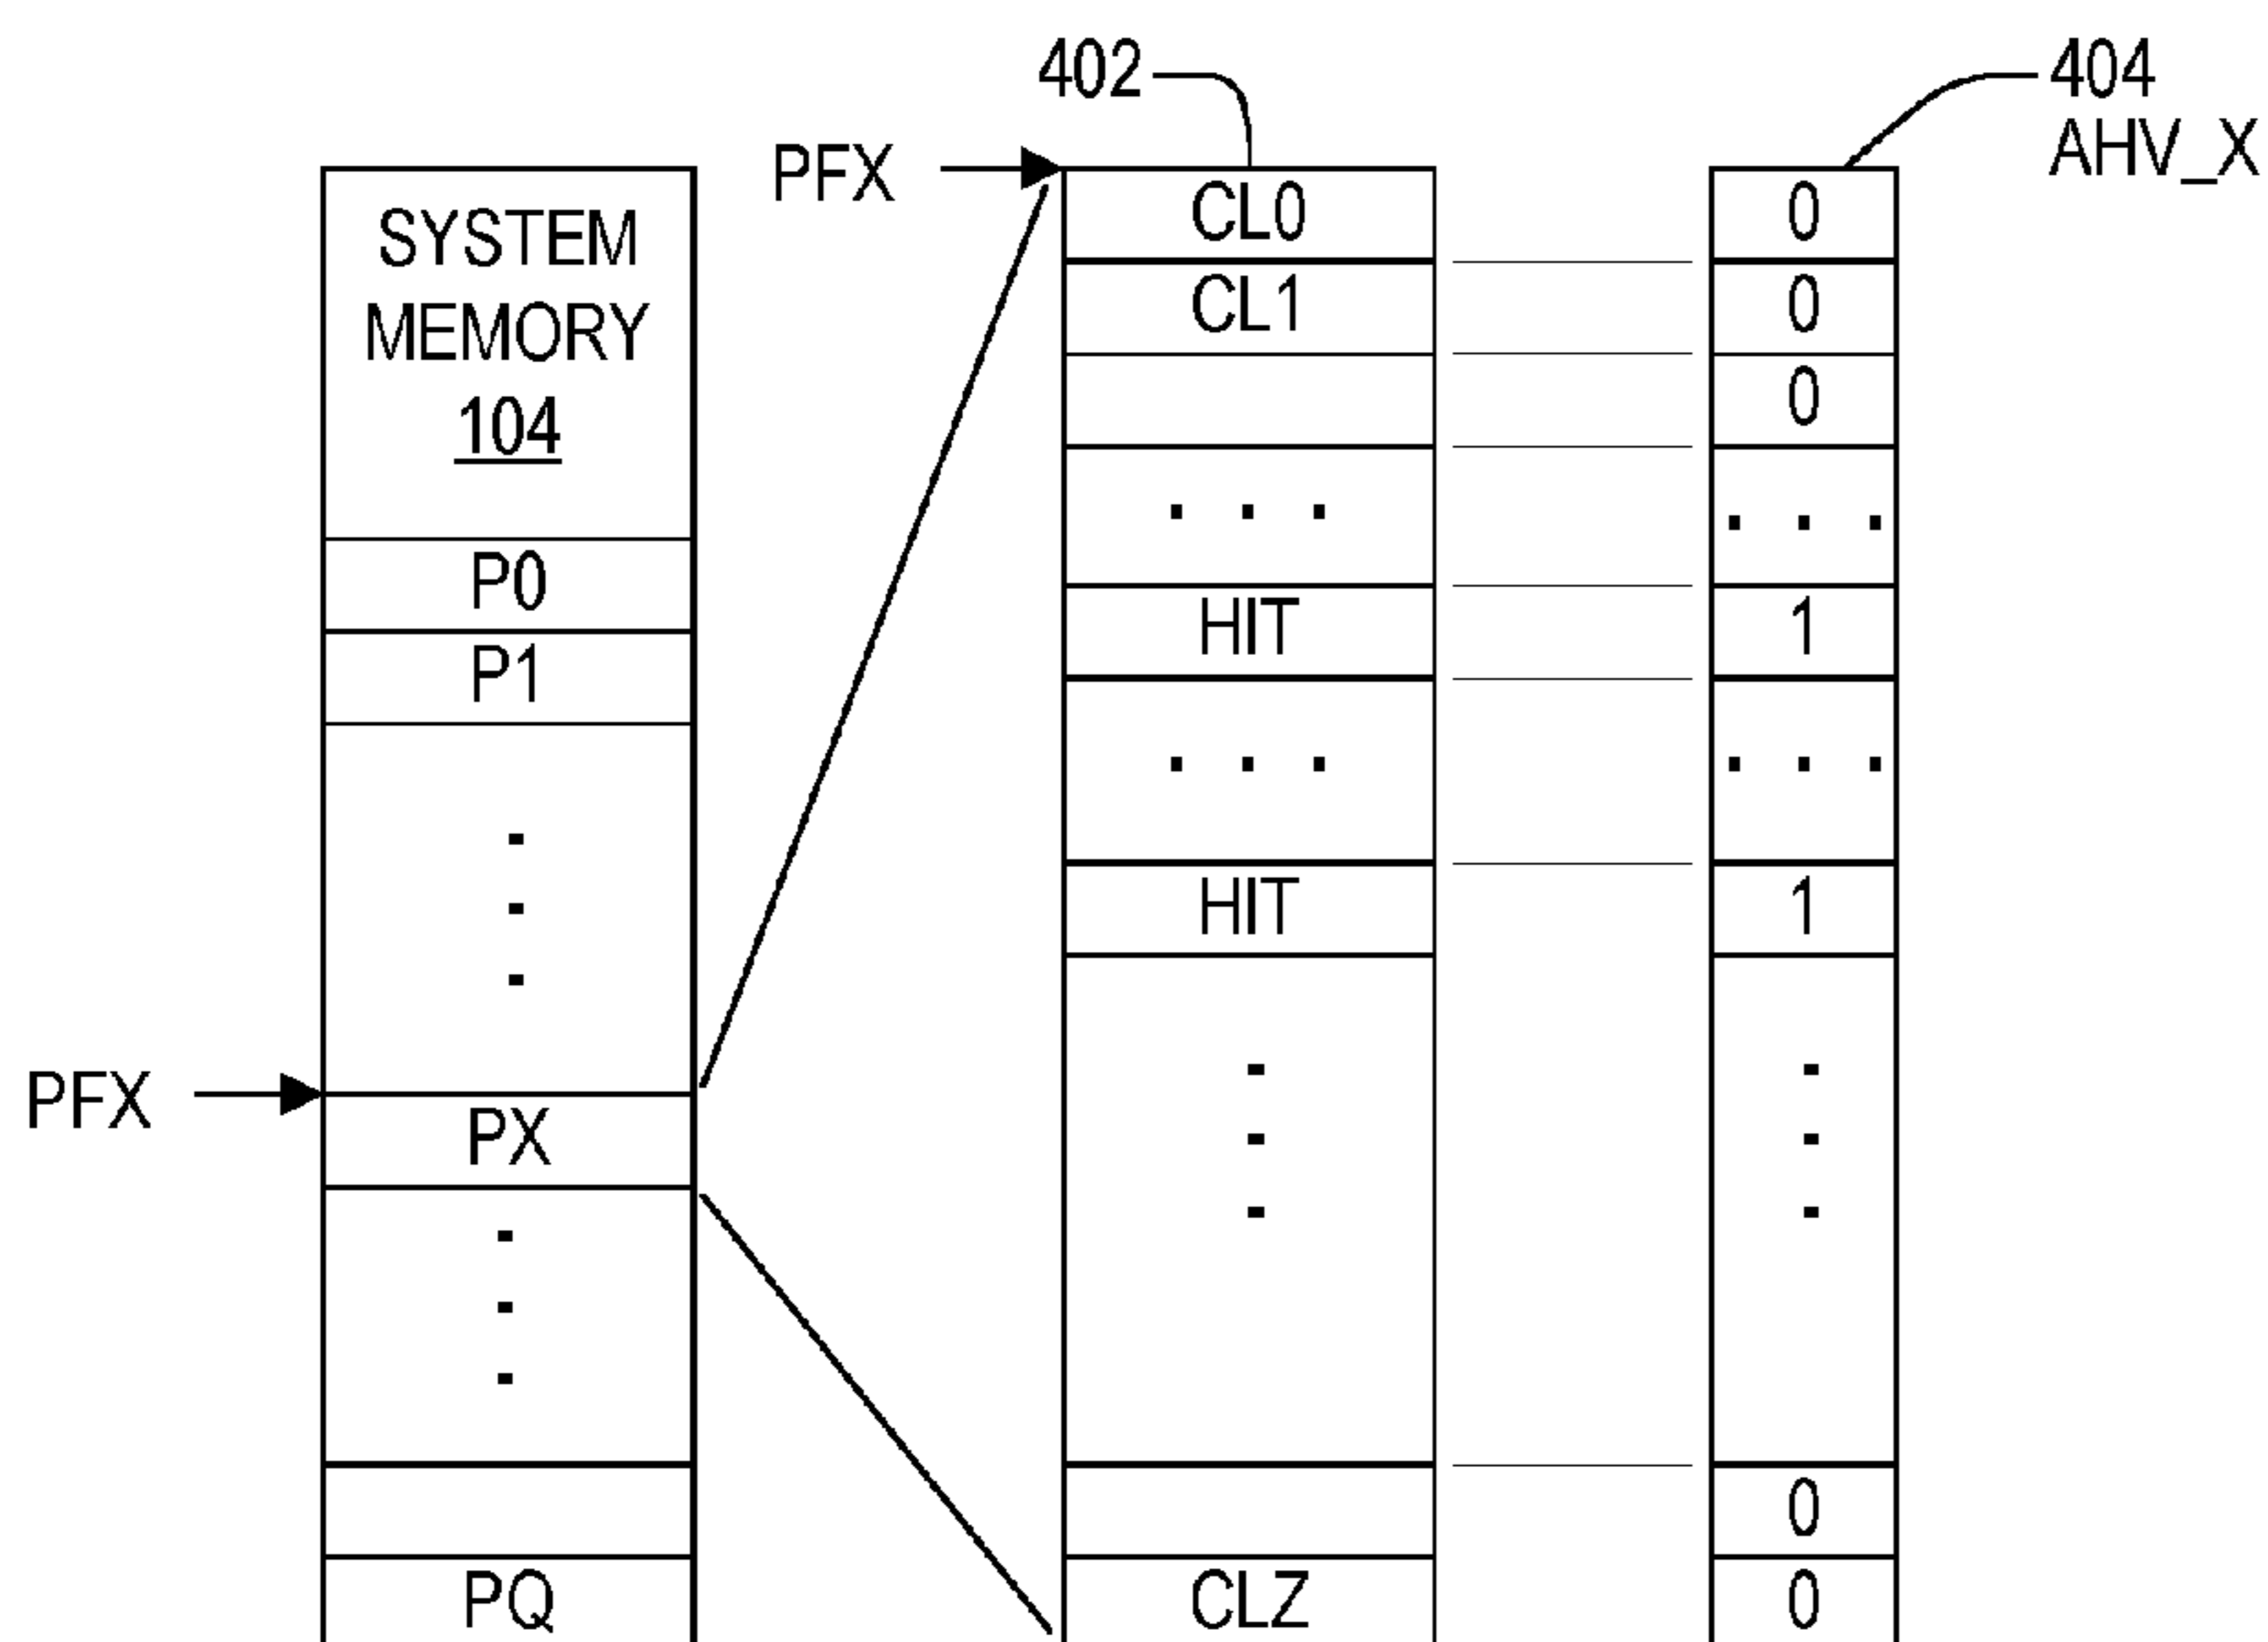 402
404
AHV_X
PFX
SYSTEM
MEMORY
104
P0
P1
. . .
PFX
PX
. . .
PQ
CL0
CL1
. . .
HIT
. . .
HIT
. . .
CLZ
0
0
0
. . .
1
. . .
1
. . .
0
0